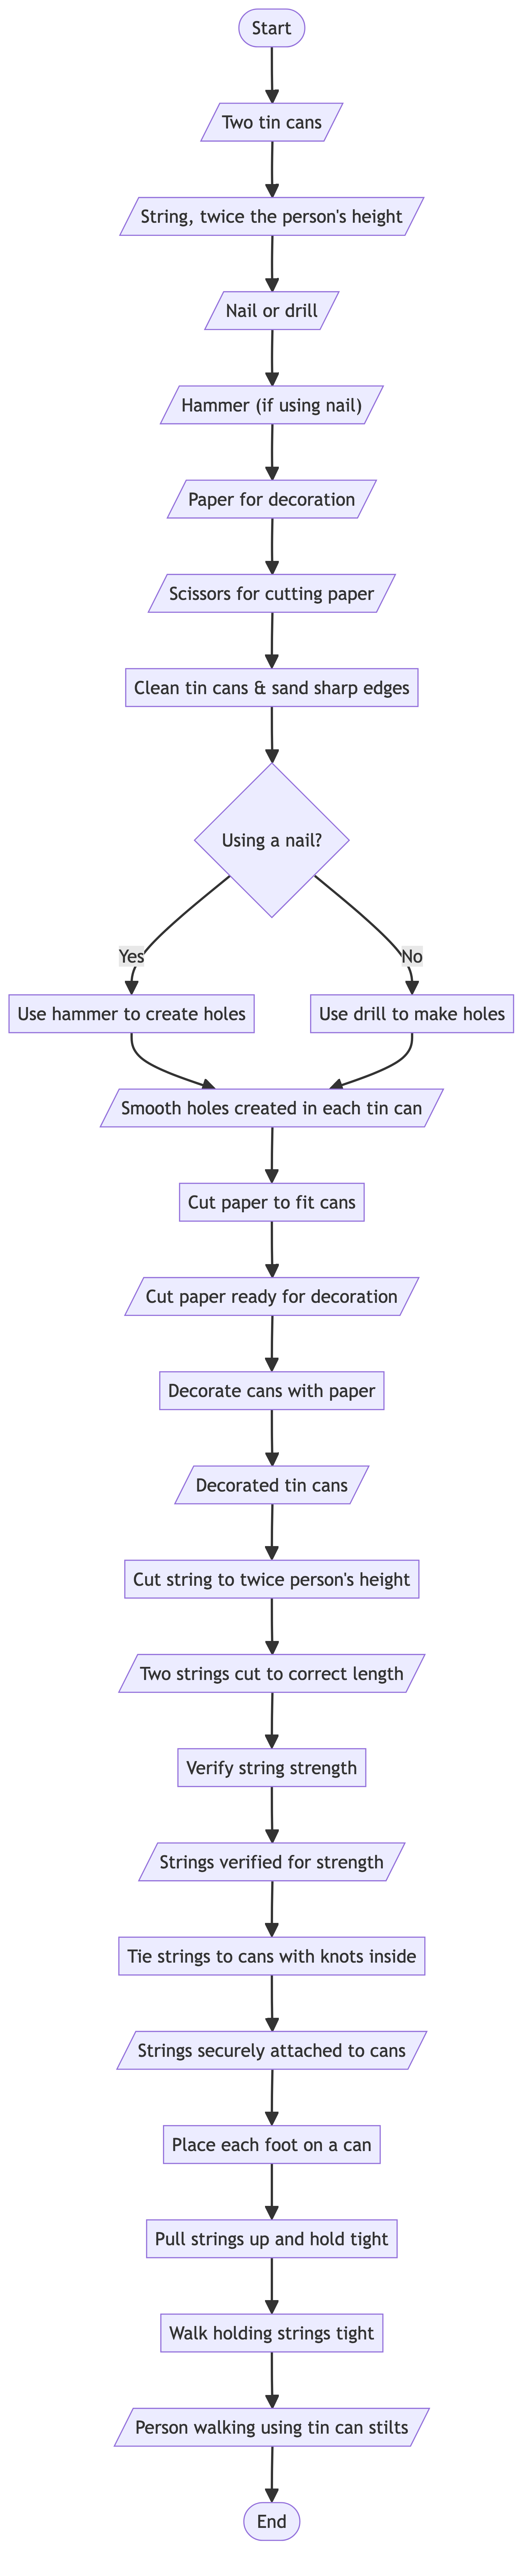 Start
Two tin cans
String, twice the person's height
Nail or drill
Hammer (if using nail)
Paper for decoration
Scissors for cutting paper
Clean tin cans & sand sharp edges
Using a nail?
Yes
No
Use hammer to create holes
Use drill to make holes
Smooth holes created in each tin can
Cut paper to fit cans
Cut paper ready for decoration
Decorate cans with paper
Decorated tin cans
Cut string to twice person's height
Two strings cut to correct length
Verify string strength
Strings verified for strength
Tie strings to cans with knots inside
Strings securely attached to cans
Place each foot on a can
Pull strings up and hold tight
Walk holding strings tight
Person walking using tin can stilts
End